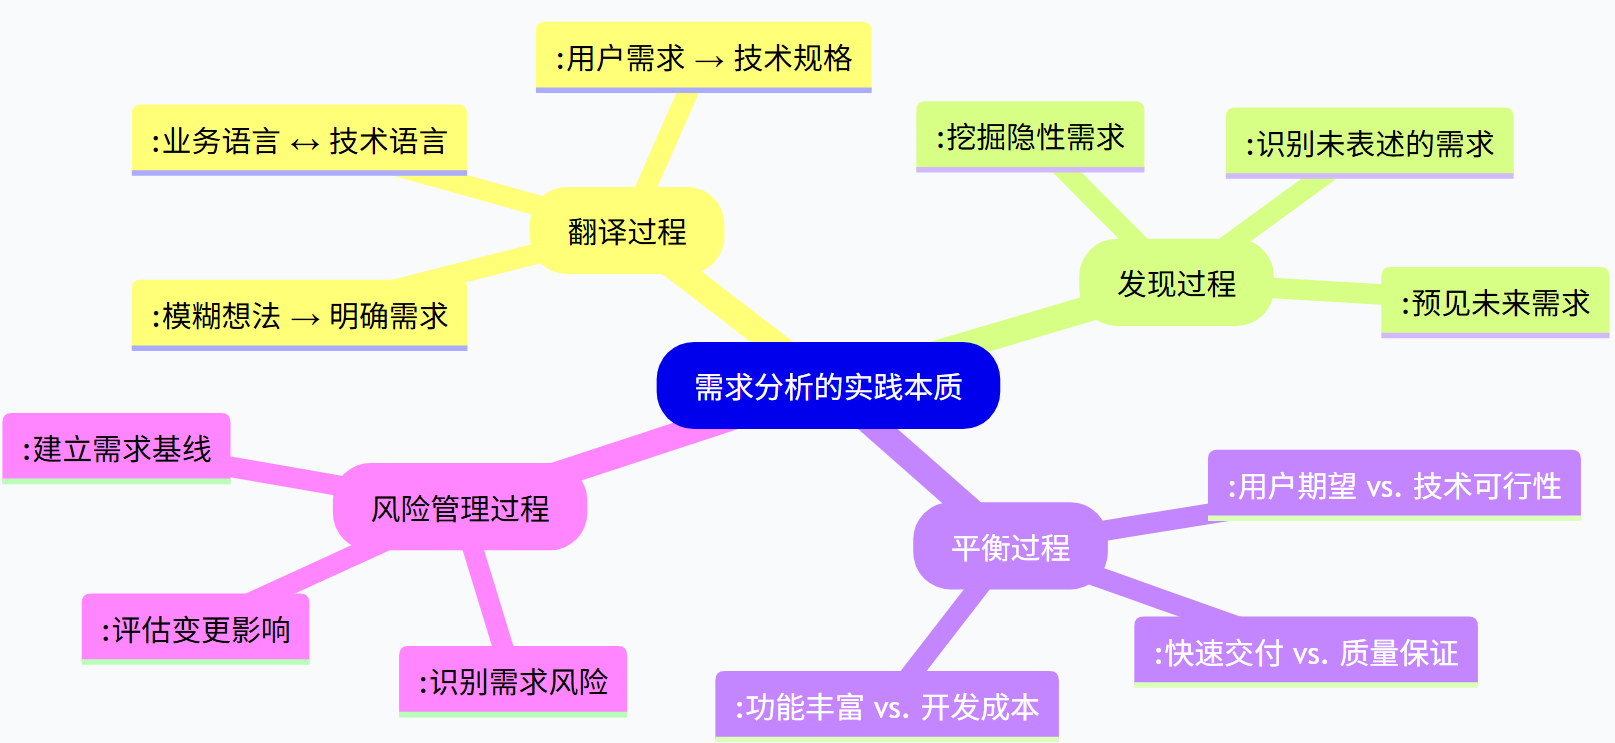 :用户需求 → 技术规格
:业务语言 ↔ 技术语言
翻译过程
:模糊想法 → 明确需求
:挖掘隐性需求
:识别未表述的需求
发现过程
:预见未来需求
需求分析的实践本质
:建立需求基线
风险管理过程
:评估变更影响
:识别需求风险
:用户期望 vs. 技术可行性
平衡过程
:快速交付 vs. 质量保证
:功能丰富 vs. 开发成本